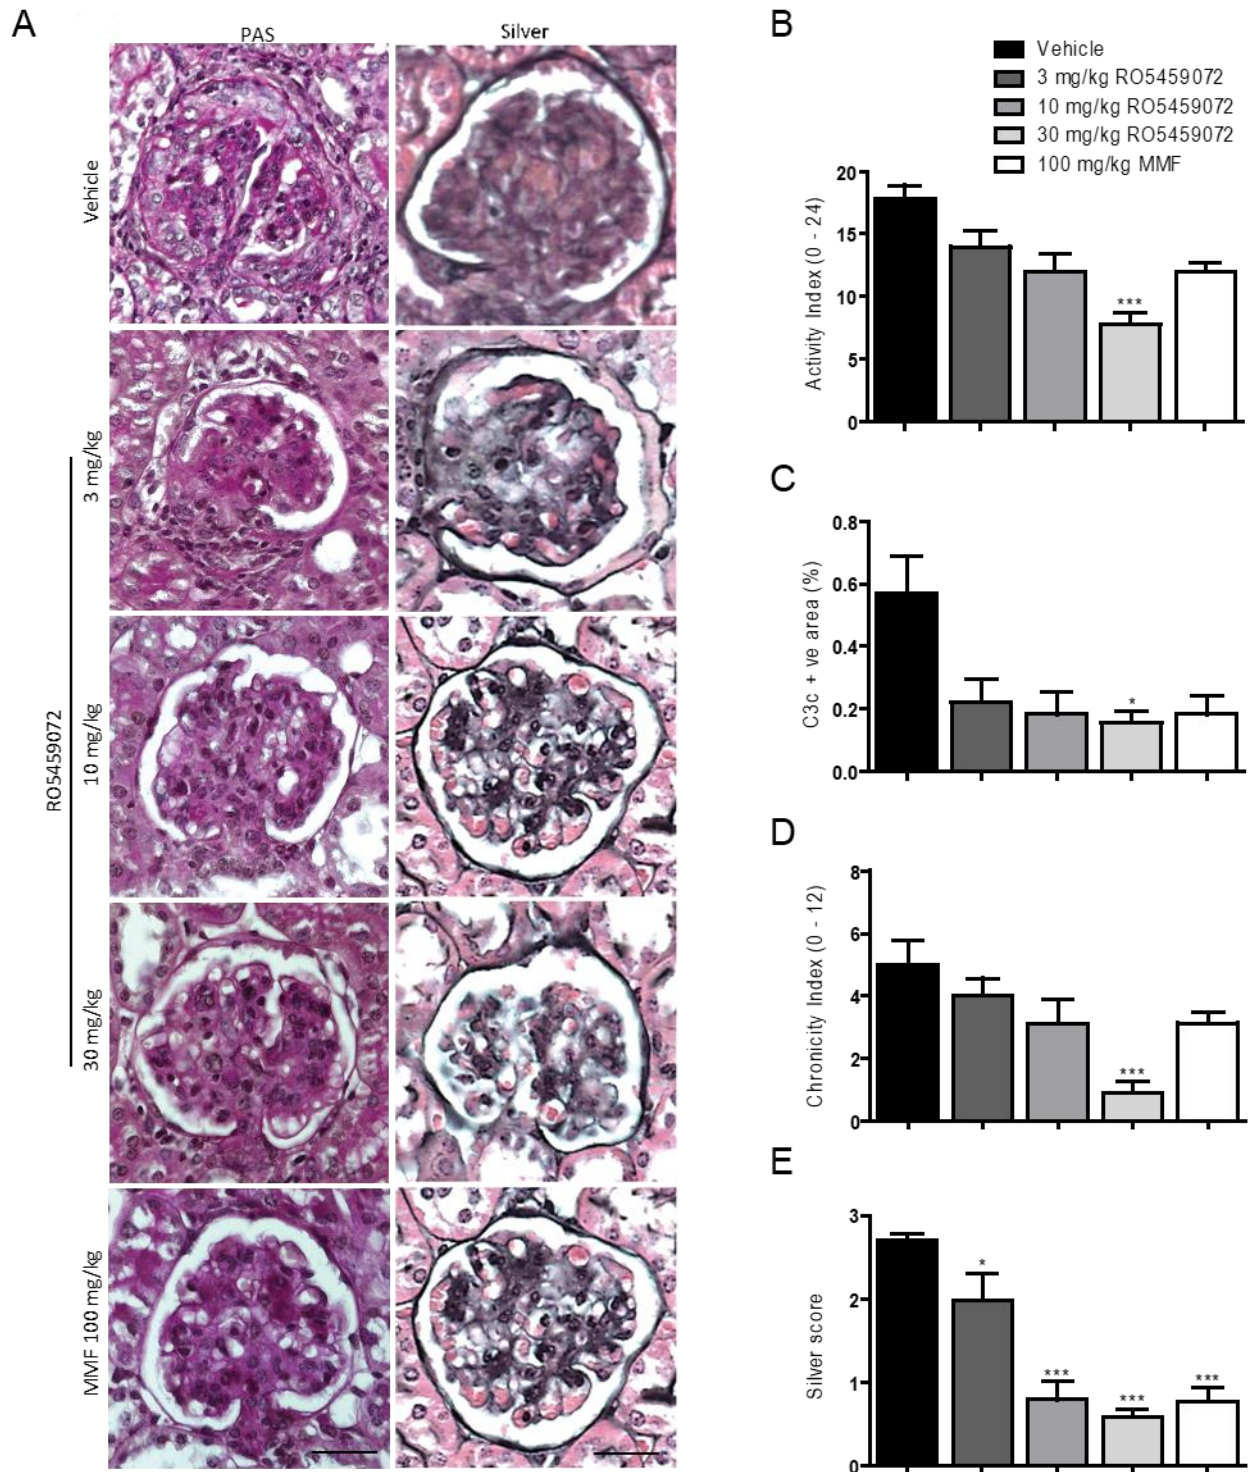 A
PAS
Silver
Vehicle
3 mg/kg
10 mg/kg
30 mg/kg
RO5459072
MMF 100 mg/kg
B
Vehicle
3 mg/kg RO5459072
10 mg/kg RO5459072
30 mg/kg RO5459072
100 mg/kg MMF
Activity Index (0 - 24)
20
15
10
5
0
***
C
C3c + ve area (%)
0.8
0.6
0.4
0.2
0.0
*
D
Chronicity Index (0 - 12)
8
6
4
2
0
***
E
Silver score
3
2
1
0
*
***
***
***